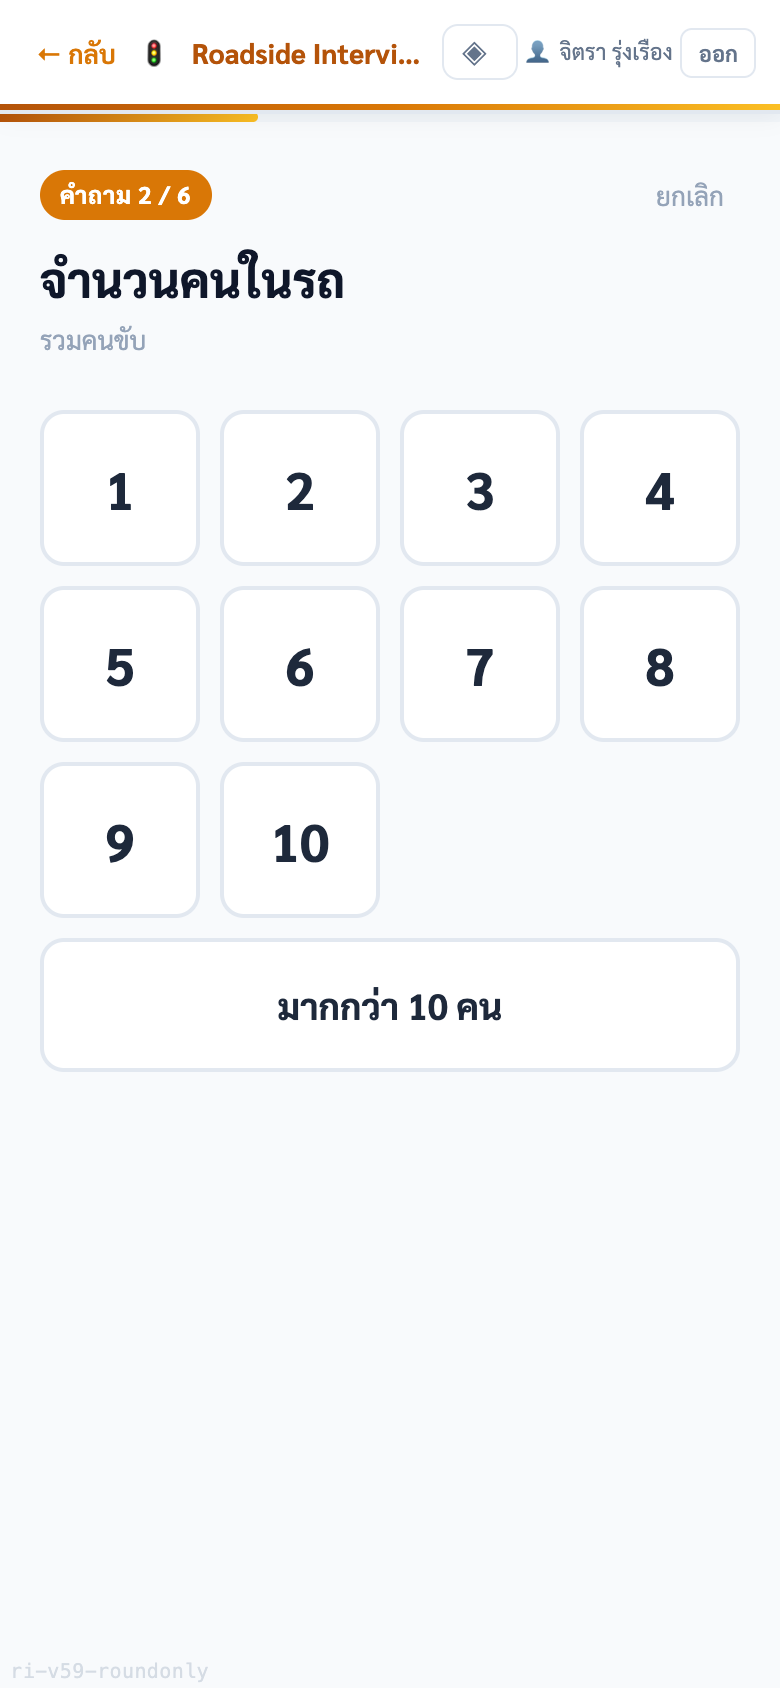 ← กลับ 🚦 Roadside Intervi... ◈ 👤 จิตรา รุ่งเรือง ออก
คำถาม 2 / 6 ยกเลิก
จำนวนคนในรถ
รวมคนขับ
1 2 3 4
5 6 7 8
9 10
มากกว่า 10 คน
ri-v59-roundonly